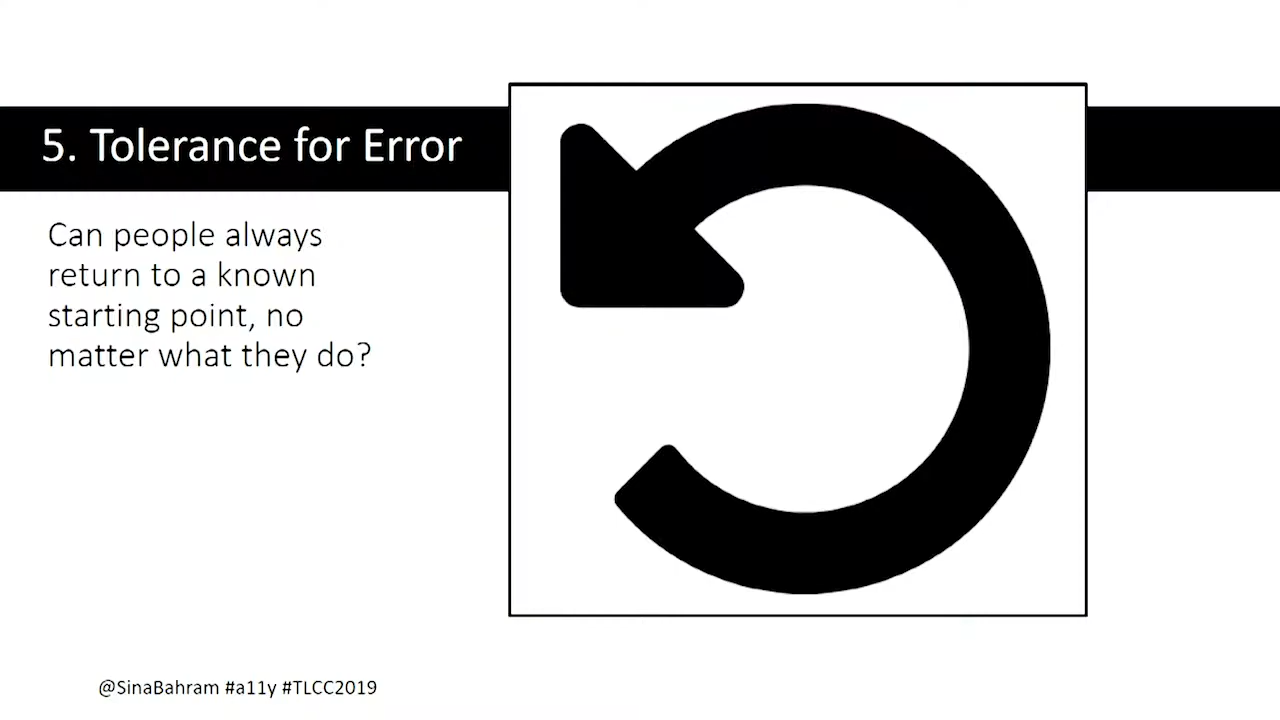 5. Tolerance for Error
Can people always
return to a known
starting point, no
matter what they do?
@SinaBahram #a11y #TLCC2019